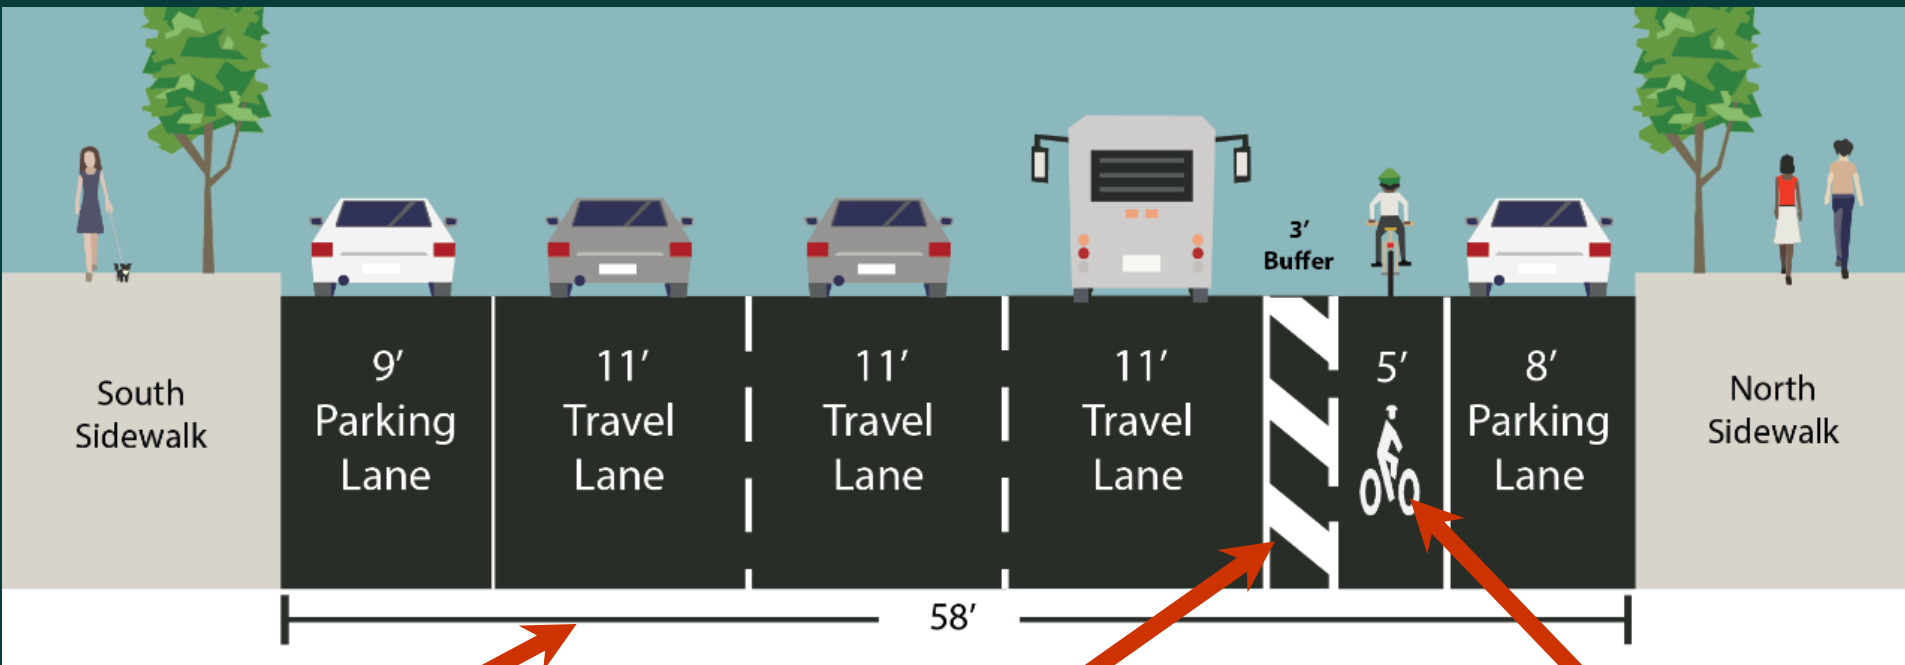 3′
Buffer
South
Sidewalk
9′
Parking
Lane
11′
Travel
Lane
11′
Travel
Lane
11′
Travel
Lane
5′
8′
Parking
Lane
North
Sidewalk
58′